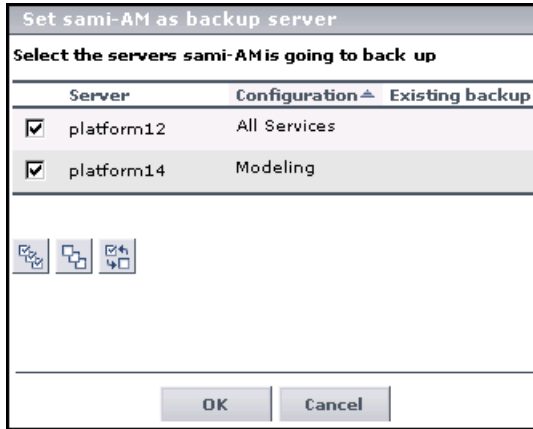 Set sami-AM as backup server
Select the servers sami-AM is going to back up
Server Configuration Existing backup
platform12 All Services
platform14 Modeling
OK Cancel